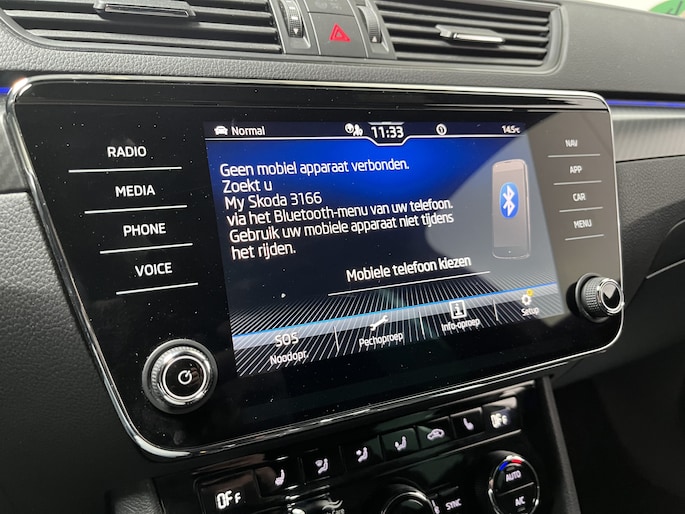 RADIO
MEDIA
PHONE
VOICE
Normal
11:33
14.5°C
Geen mobiel apparaat verbonden.
Zoekt u
My Skoda 3166
via het Bluetooth-menu van uw telefoon.
Gebruik uw mobiele apparaat niet tijdens
het rijden.
Mobiele telefoon kiezen
SOS
Noodopr.
Pechoproep
Info-oproep
Setup
NAV
APP
CAR
MENU
OFF
OFF
SYNC
AUTO
A/C